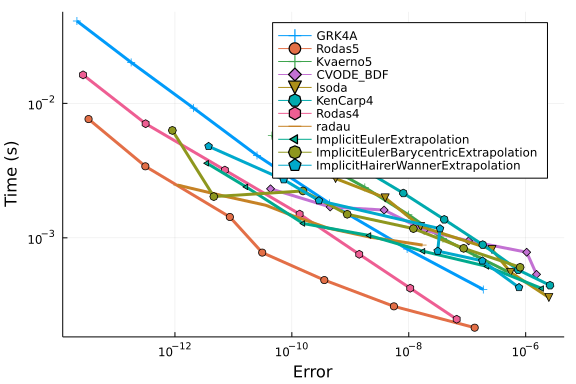 GRK4A
Rodas5
Kvaerno5
CVODE_BDF
lsoda
KenCarp4
Rodas4
radau
ImplicitEulerExtrapolation
ImplicitEulerBarycentricExtrapolation
ImplicitHairerWannerExtrapolation
Time (s)
10⁻²
10⁻³
10⁻¹²
10⁻¹⁰
10⁻⁸
10⁻⁶
Error